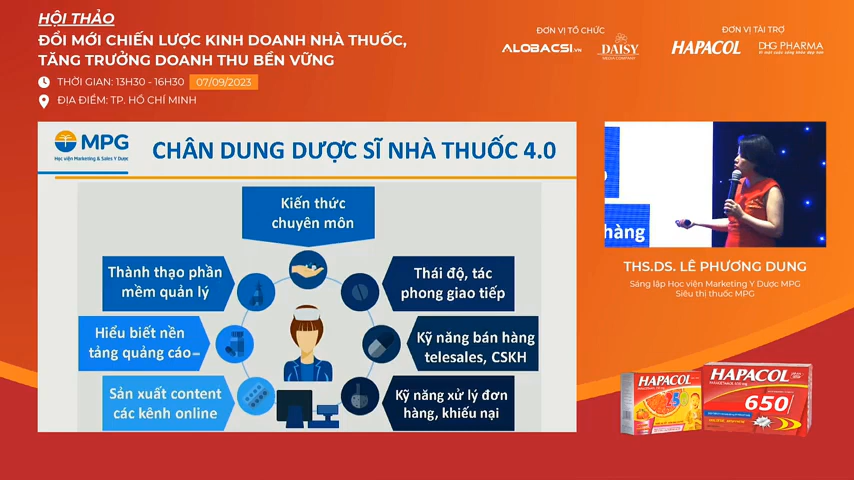 HỘI THẢO
ĐỔI MỚI CHIẾN LƯỢC KINH DOANH NHÀ THUỐC,
TĂNG TRƯỞNG DOANH THU BỀN VỮNG
THỜI GIAN: 13H30 - 16H30 07/09/2023
ĐỊA ĐIỂM: TP. HỒ CHÍ MINH
ĐƠN VỊ TỔ CHỨC
ALOBACSI.VN
DAISY
MEDIA COMPANY
ĐƠN VỊ TÀI TRỢ
HAPACOL
DHG PHARMA
MPG
Học viện Marketing & Sales Y Dược
CHÂN DUNG DƯỢC SĨ NHÀ THUỐC 4.0
Kiến thức
chuyên môn
Thành thạo phần
mềm quản lý
Thái độ, tác
phong giao tiếp
Hiểu biết nền
tảng quảng cáo
Kỹ năng bán hàng
telesales, CSKH
Sản xuất content
các kênh online
Kỹ năng xử lý đơn
hàng, khiếu nại
hàng
THS.DS. LÊ PHƯƠNG DUNG
Sáng lập Học viện Marketing Y Dược MPG
Siêu thị thuốc MPG
HAPACOL
HAPACOL
650